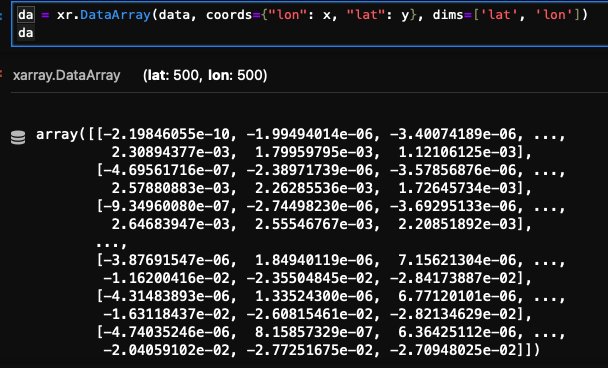 da = xr.DataArray(data, coords={"lon": x, "lat": y}, dims=['lat', 'lon'])
da
xarray.DataArray (lat: 500, lon: 500)
array([[-2.19846055e-10, -1.99494014e-06, -3.40074189e-06, ...,
2.30894377e-03, 1.79959795e-03, 1.12106125e-03],
[-4.69561716e-07, -2.38971739e-06, -3.57856876e-06, ...,
2.57880883e-03, 2.26285536e-03, 1.72645734e-03],
[-9.34960080e-07, -2.74498230e-06, -3.69295133e-06, ...,
2.64683947e-03, 2.55546767e-03, 2.20851892e-03],
...,
[-3.87691547e-06, 1.84940119e-06, 7.15621304e-06, ...,
-1.16200416e-02, -2.35504845e-02, -2.84173887e-02],
[-4.31483893e-06, 1.33524300e-06, 6.77120101e-06, ...,
-1.63118437e-02, -2.60815461e-02, -2.82134629e-02],
[-4.74035246e-06, 8.15857329e-07, 6.36425112e-06, ...,
-2.04059102e-02, -2.77251675e-02, -2.70948025e-02]])